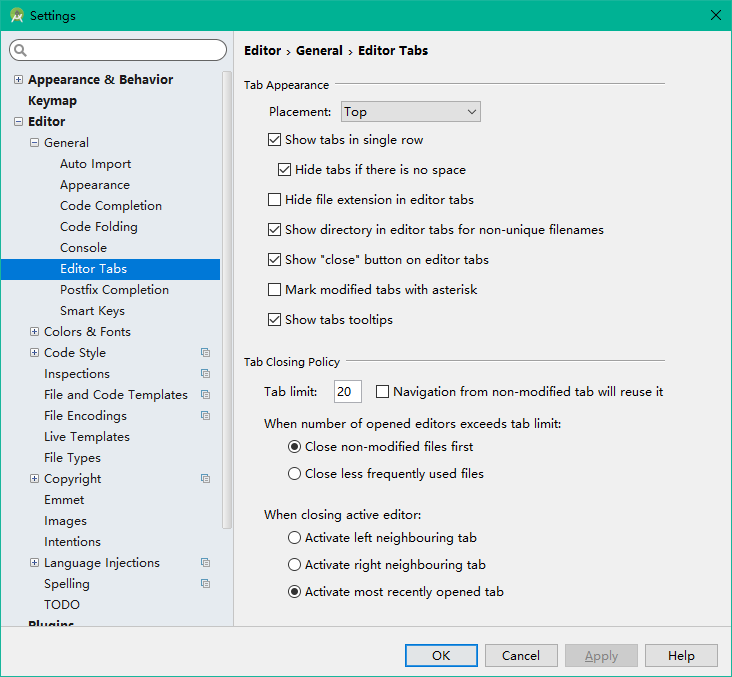 Settings
Appearance & Behavior
Keymap
Editor
General
Auto Import
Appearance
Code Completion
Code Folding
Console
Editor Tabs
Postfix Completion
Smart Keys
Colors & Fonts
Code Style
Inspections
File and Code Templates
File Encodings
Live Templates
File Types
Copyright
Emmet
Images
Intentions
Language Injections
Spelling
TODO
Plugins
Editor › General › Editor Tabs
Tab Appearance
Placement: Top
Show tabs in single row
Hide tabs if there is no space
Hide file extension in editor tabs
Show directory in editor tabs for non-unique filenames
Show "close" button on editor tabs
Mark modified tabs with asterisk
Show tabs tooltips
Tab Closing Policy
Tab limit: 20 Navigation from non-modified tab will reuse it
When number of opened editors exceeds tab limit:
Close non-modified files first
Close less frequently used files
When closing active editor:
Activate left neighbouring tab
Activate right neighbouring tab
Activate most recently opened tab
OK Cancel Apply Help